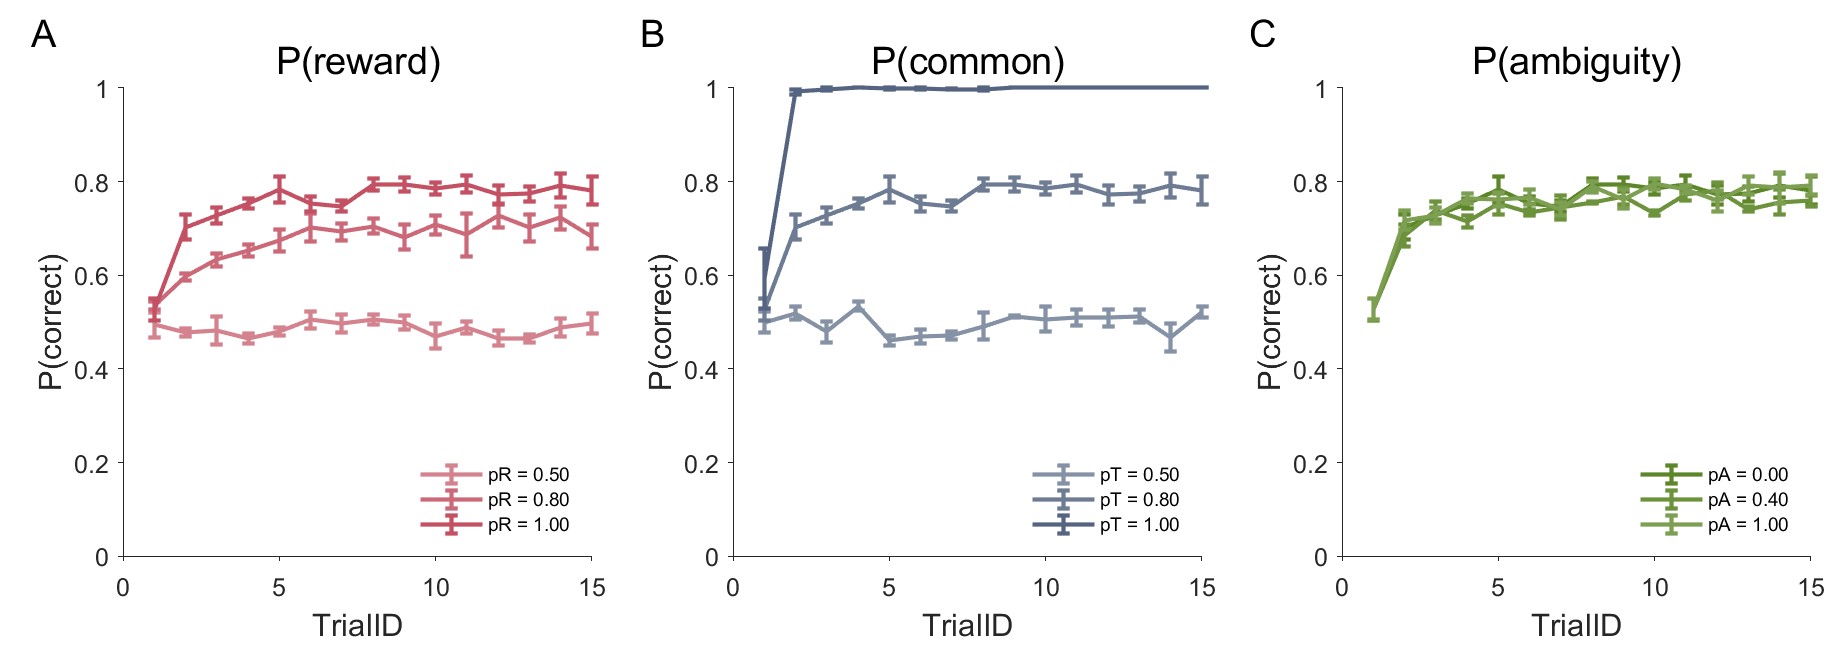 A
P(reward)
P(correct)
1
0.8
0.6
0.4
0.2
0
0
5
10
15
TrialID
pR = 0.50
pR = 0.80
pR = 1.00
B
P(common)
P(correct)
1
0.8
0.6
0.4
0.2
0
0
5
10
15
TrialID
pT = 0.50
pT = 0.80
pT = 1.00
C
P(ambiguity)
P(correct)
1
0.8
0.6
0.4
0.2
0
0
5
10
15
TrialID
pA = 0.00
pA = 0.40
pA = 1.00